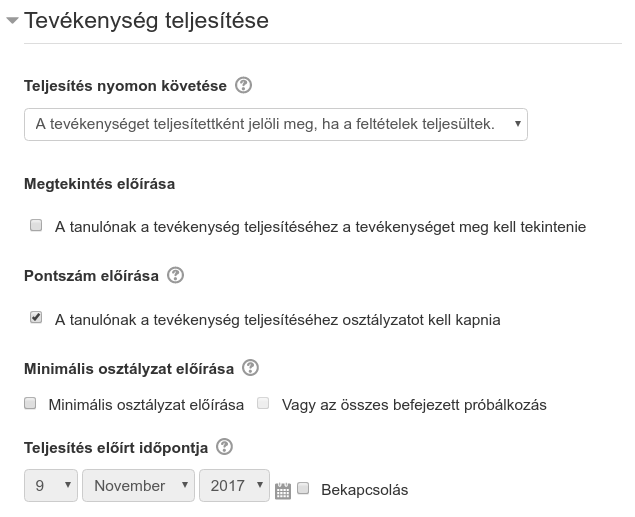 Tevékenység teljesítése
Teljesítés nyomon követése
A tevékenységet teljesítettként jelöli meg, ha a feltételek teljesültek.
Megtekintés előírása
A tanulónak a tevékenység teljesítéséhez a tevékenységet meg kell tekintenie
Pontszám előírása
A tanulónak a tevékenység teljesítéséhez osztályzatot kell kapnia
Minimális osztályzat előírása
Minimális osztályzat előírása Vagy az összes befejezett próbálkozás
Teljesítés előírt időpontja
9 November 2017 Bekapcsolás